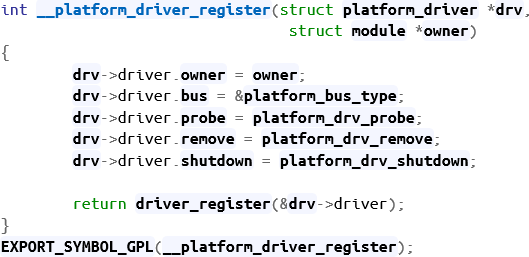 int __platform_driver_register(struct platform_driver *drv,
                                struct module *owner)
{
        drv->driver.owner = owner;
        drv->driver.bus = &platform_bus_type;
        drv->driver.probe = platform_drv_probe;
        drv->driver.remove = platform_drv_remove;
        drv->driver.shutdown = platform_drv_shutdown;

        return driver_register(&drv->driver);
}
EXPORT_SYMBOL_GPL(__platform_driver_register);